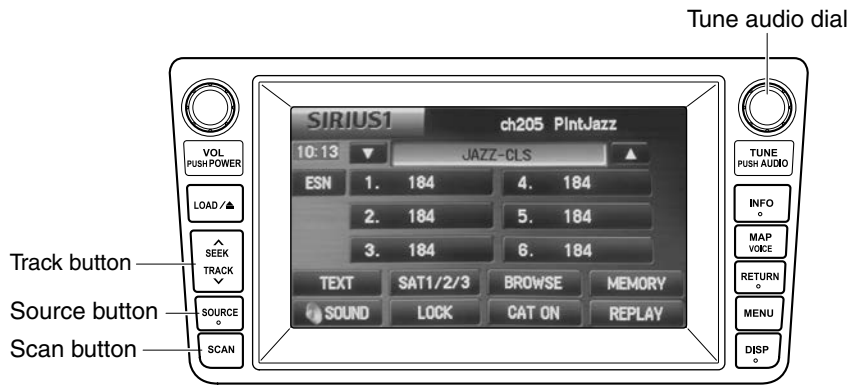 Tune audio dial
VOL
PUSH POWER
LOAD /⏏
SEEK
TRACK
SOURCE
SCAN
Track button
Source button
Scan button
SIRIUS1 ch205 PlntJazz
10:13 ▼ JAZZ-CLS ▲
ESN 1. 184 4. 184
2. 184 5. 184
3. 184 6. 184
TEXT SAT1/2/3 BROWSE MEMORY
SOUND LOCK CAT ON REPLAY
TUNE
PUSH AUDIO
INFO
MAP
VOICE
RETURN
MENU
DISP